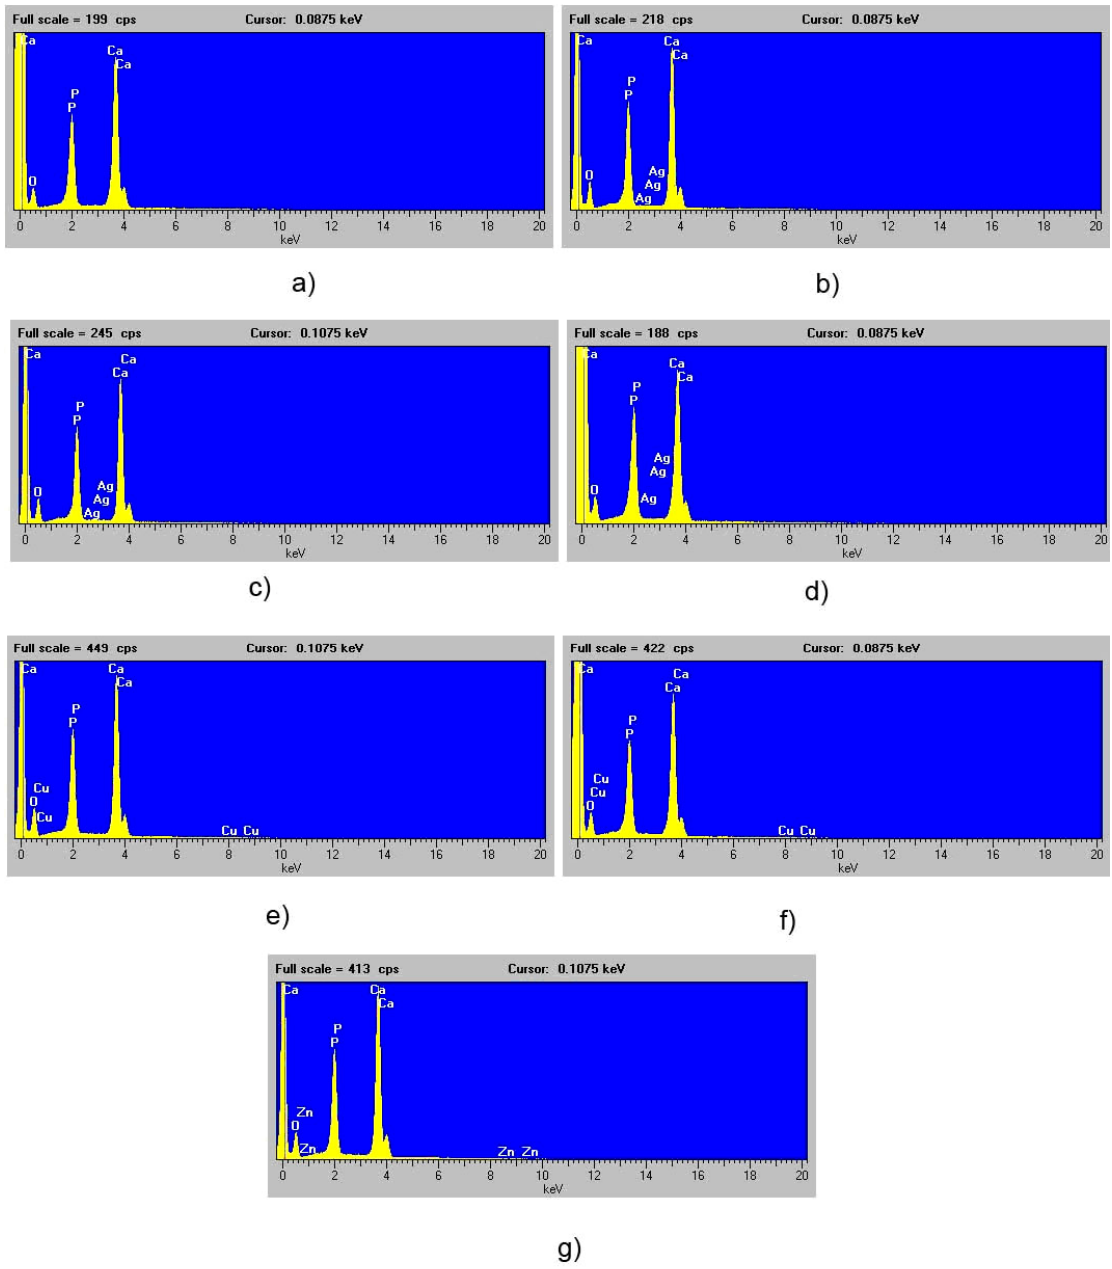 Full scale = 199 cps Cursor: 0.0875 keV
Ca
Ca
Ca
P
P
O
0 2 4 6 8 10 12 14 16 18 20
keV
a)
Full scale = 218 cps Cursor: 0.0875 keV
Ca
Ca
Ca
P
P
Ag
Ag
Ag
O
0 2 4 6 8 10 12 14 16 18 20
keV
b)
Full scale = 245 cps Cursor: 0.1075 keV
Ca
Ca
Ca
P
P
Ag
Ag
Ag
O
0 2 4 6 8 10 12 14 16 18 20
keV
c)
Full scale = 188 cps Cursor: 0.0875 keV
Ca
Ca
Ca
P
P
Ag
Ag
Ag
O
0 2 4 6 8 10 12 14 16 18 20
keV
d)
Full scale = 449 cps Cursor: 0.1075 keV
Ca Ca
Ca
P
P
Cu
O
Cu
Cu Cu
0 2 4 6 8 10 12 14 16 18 20
keV
e)
Full scale = 422 cps Cursor: 0.0875 keV
Ca
Ca
Ca
P
P
Cu
Cu
O
Cu Cu
0 2 4 6 8 10 12 14 16 18 20
keV
f)
Full scale = 413 cps Cursor: 0.1075 keV
Ca Ca
Ca
P
P
Zn
O
Zn
Zn Zn
0 2 4 6 8 10 12 14 16 18 20
keV
g)